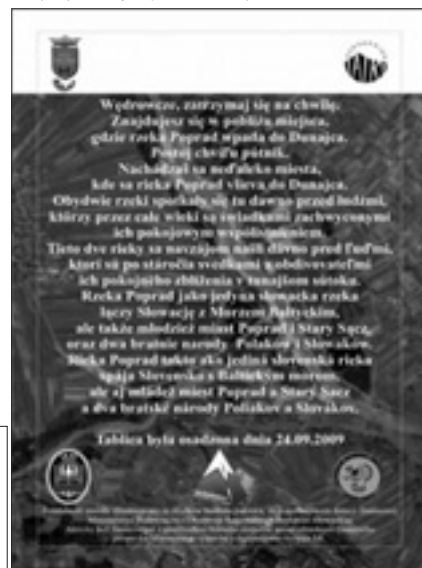 Wędrowcze, zatrzymaj się na chwilę.
Znajdujesz się w pobliżu miejsca,
gdzie rzeka Poprad wpada do Dunajca.
Postoj chvíľu pútnik.
Nachádzaš sa neďaleko miesta,
kde sa rieka Poprad vlieva do Dunajca.
Obydwie rzeki spotkały się tu dawno przed ludźmi,
którzy przez całe wieki są świadkami zachwyconymi
ich pokojowym współistnieniem.
Tieto dve rieky sa navzájom našli dávno pred ľuďmi,
ktorí sú po stáročia svedkami a obdivovateľmi
ich pokojného zblíženia v tunajšom sútoku.
Rzeka Poprad jako jedyna słowacka rzeka
łączy Słowację z Morzem Bałtyckim,
ale także młodzież miast Poprad i Stary Sącz,
oraz dwa bratnie narody Polaków i Słowaków.
Rieka Poprad takto ako jediná slovenská rieka
spája Slovensko s Baltickým morom,
ale aj mládež miest Poprad a Stary Sącz
a dva bratské národy Poliakov a Slovákov.
Tablica była osadzona dnia 24.09.2009